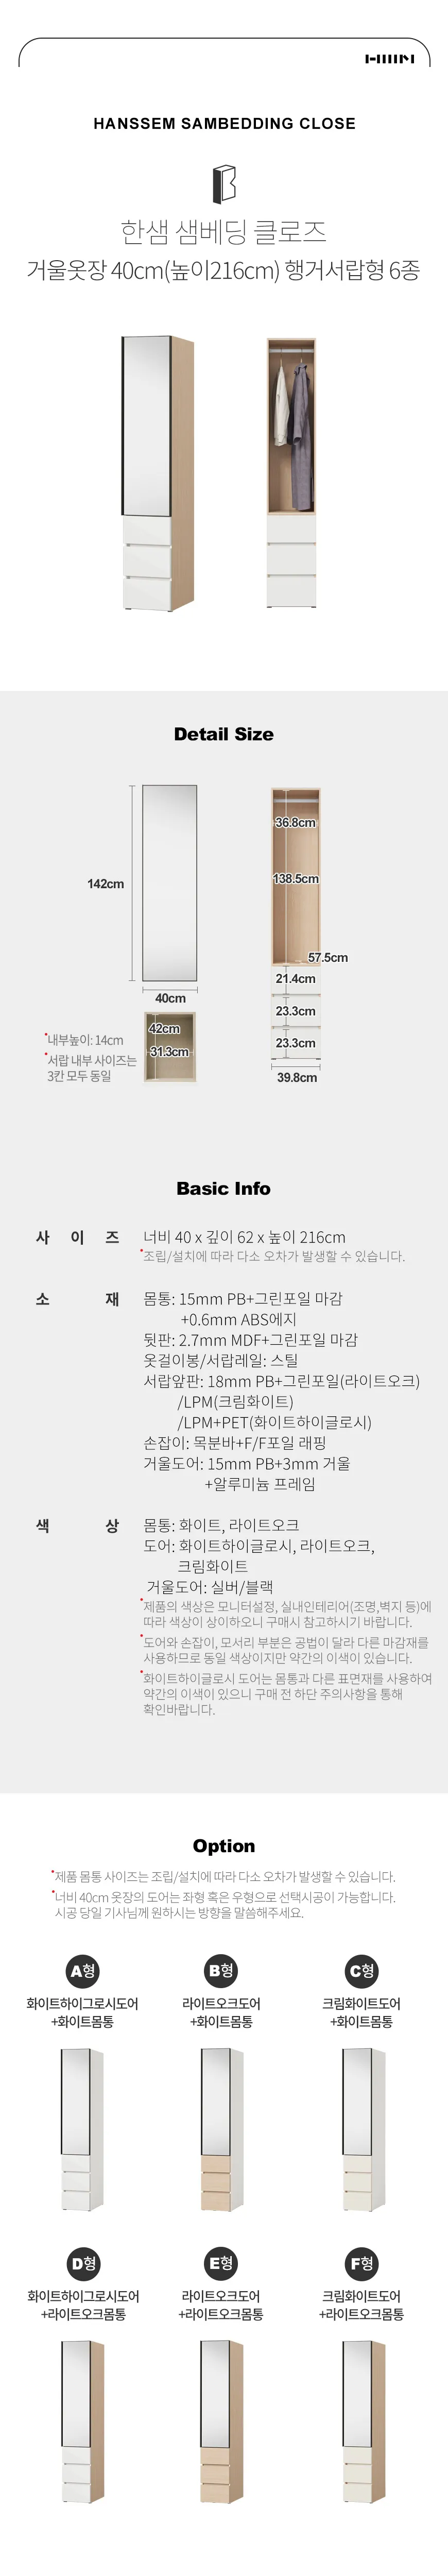 HANSSEM SAMBEDDING CLOSE
한샘 샘베딩 클로즈
거울옷장 40cm(높이216cm) 행거서랍형 6종
Detail Size
142cm
40cm
36.8cm
138.5cm
57.5cm
21.4cm
23.3cm
23.3cm
39.8cm
42cm
31.3cm
*내부높이: 14cm
*서랍 내부 사이즈는
3칸 모두 동일
Basic Info
사 이 즈 너비 40 x 깊이 62 x 높이 216cm
*조립/설치에 따라 다소 오차가 발생할 수 있습니다.
소 재 몸통: 15mm PB+그린포일 마감
+0.6mm ABS에지
뒷판: 2.7mm MDF+그린포일 마감
옷걸이봉/서랍레일: 스틸
서랍앞판: 18mm PB+그린포일(라이트오크)
/LPM(크림화이트)
/LPM+PET(화이트하이글로시)
손잡이: 목분바+F/F포일 래핑
거울도어: 15mm PB+3mm 거울
+알루미늄 프레임
색 상 몸통: 화이트, 라이트오크
도어: 화이트하이글로시, 라이트오크,
크림화이트
거울도어: 실버/블랙
*제품의 색상은 모니터설정, 실내인테리어(조명,벽지 등)에
따라 색상이 상이하오니 구매시 참고하시기 바랍니다.
*도어와 손잡이, 모서리 부분은 공법이 달라 다른 마감재를
사용하므로 동일 색상이지만 약간의 이색이 있습니다.
*화이트하이글로시 도어는 몸통과 다른 표면재를 사용하여
약간의 이색이 있으니 구매 전 하단 주의사항을 통해
확인바랍니다.
Option
*제품 몸통 사이즈는 조립/설치에 따라 다소 오차가 발생할 수 있습니다.
*너비 40cm 옷장의 도어는 좌형 혹은 우형으로 선택시공이 가능합니다.
시공 당일 기사님께 원하시는 방향을 말씀해주세요.
A형
화이트하이그로시도어
+화이트몸통
B형
라이트오크도어
+화이트몸통
C형
크림화이트도어
+화이트몸통
D형
화이트하이그로시도어
+라이트오크몸통
E형
라이트오크도어
+라이트오크몸통
F형
크림화이트도어
+라이트오크몸통